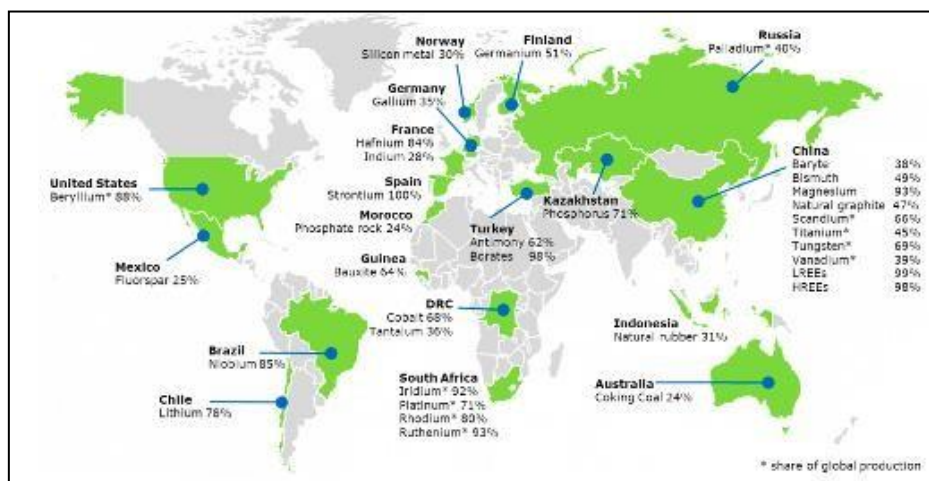 Norway
Silicon metal 30%
Finland
Germanium 51%
Russia
Palladium* 40%
Germany
Gallium 35%
France
Hafnium 84%
Indium 28%
Spain
Strontium 100%
Morocco
Phosphate rock 24%
Guinea
Bauxite 64%
United States
Beryllium* 88%
Mexico
Fluorspar 25%
Turkey
Antimony 62%
Borates 98%
Kazakhstan
Phosphorus 71%
China
Baryte 38%
Bismuth 49%
Magnesium 93%
Natural graphite 47%
Scandium* 66%
Titanium* 45%
Tungsten* 69%
Vanadium* 39%
LREEs 99%
HREEs 98%
DRC
Cobalt 68%
Tantalum 36%
Indonesia
Natural rubber 31%
Brazil
Niobium 85%
Chile
Lithium 78%
South Africa
Iridium* 92%
Platinum* 71%
Rhodium* 80%
Ruthenium* 93%
Australia
Coking Coal 24%
* share of global production